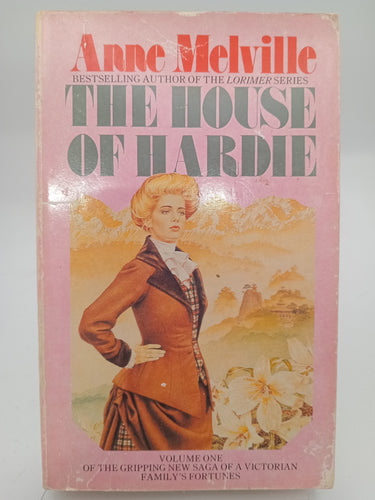 Anne Melville
BESTSELLING AUTHOR OF THE LORIMER SERIES
THE HOUSE
OF HARDIE
VOLUME ONE
OF THE GRIPPING NEW SAGA OF A VICTORIAN
FAMILY'S FORTUNES